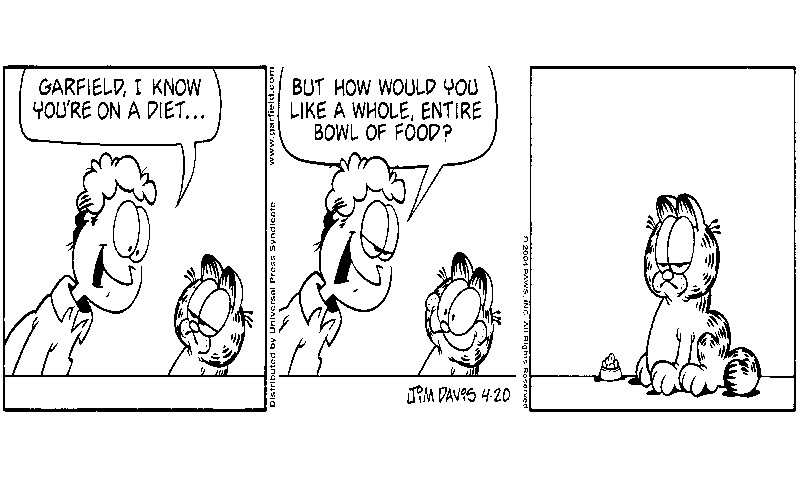 GARFIELD, I KNOW
YOU'RE ON A DIET...
www.garfield.com
Distributed by Universal Press Syndicate
BUT HOW WOULD YOU
LIKE A WHOLE, ENTIRE
BOWL OF FOOD?
JIM DAVIS 4·20
© 2004 PAWS, INC. All Rights Reserved